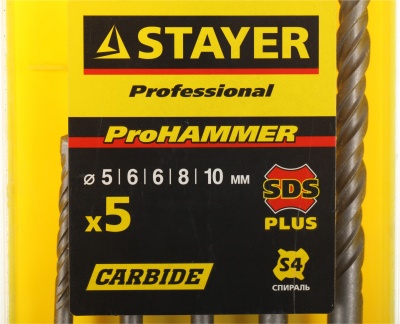 STAYER
Professional
ProHAMMER
ø 5|6|6|8|10 мм
x5
SDS
PLUS
CARBIDE
S4
СПИРАЛЬ